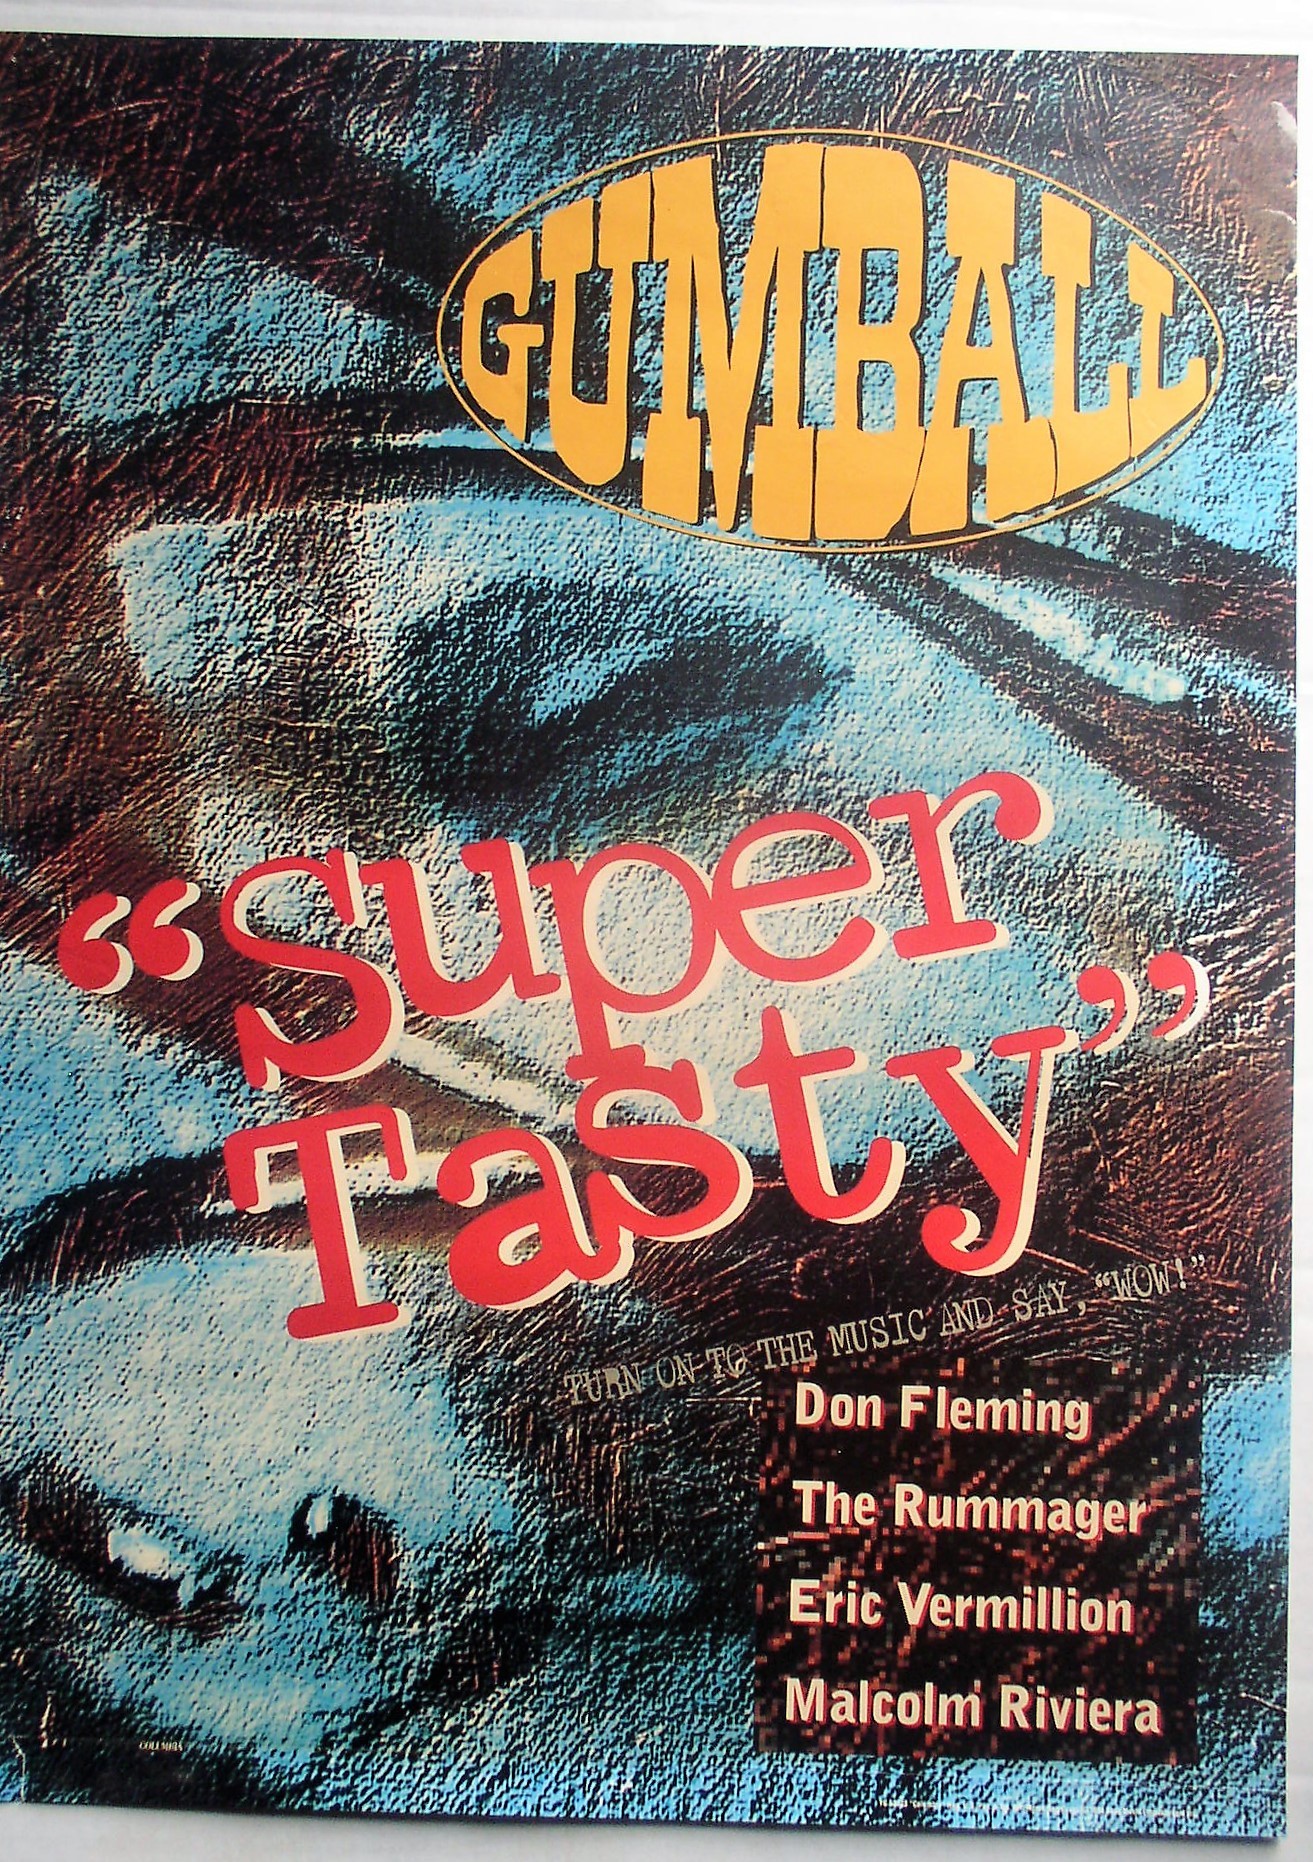 GUMBALL
“Super
Tasty”
TURN ON TO THE MUSIC AND SAY, “WOW!”
Don Fleming
The Rummager
Eric Vermillion
Malcolm Riviera
COLUMBIA